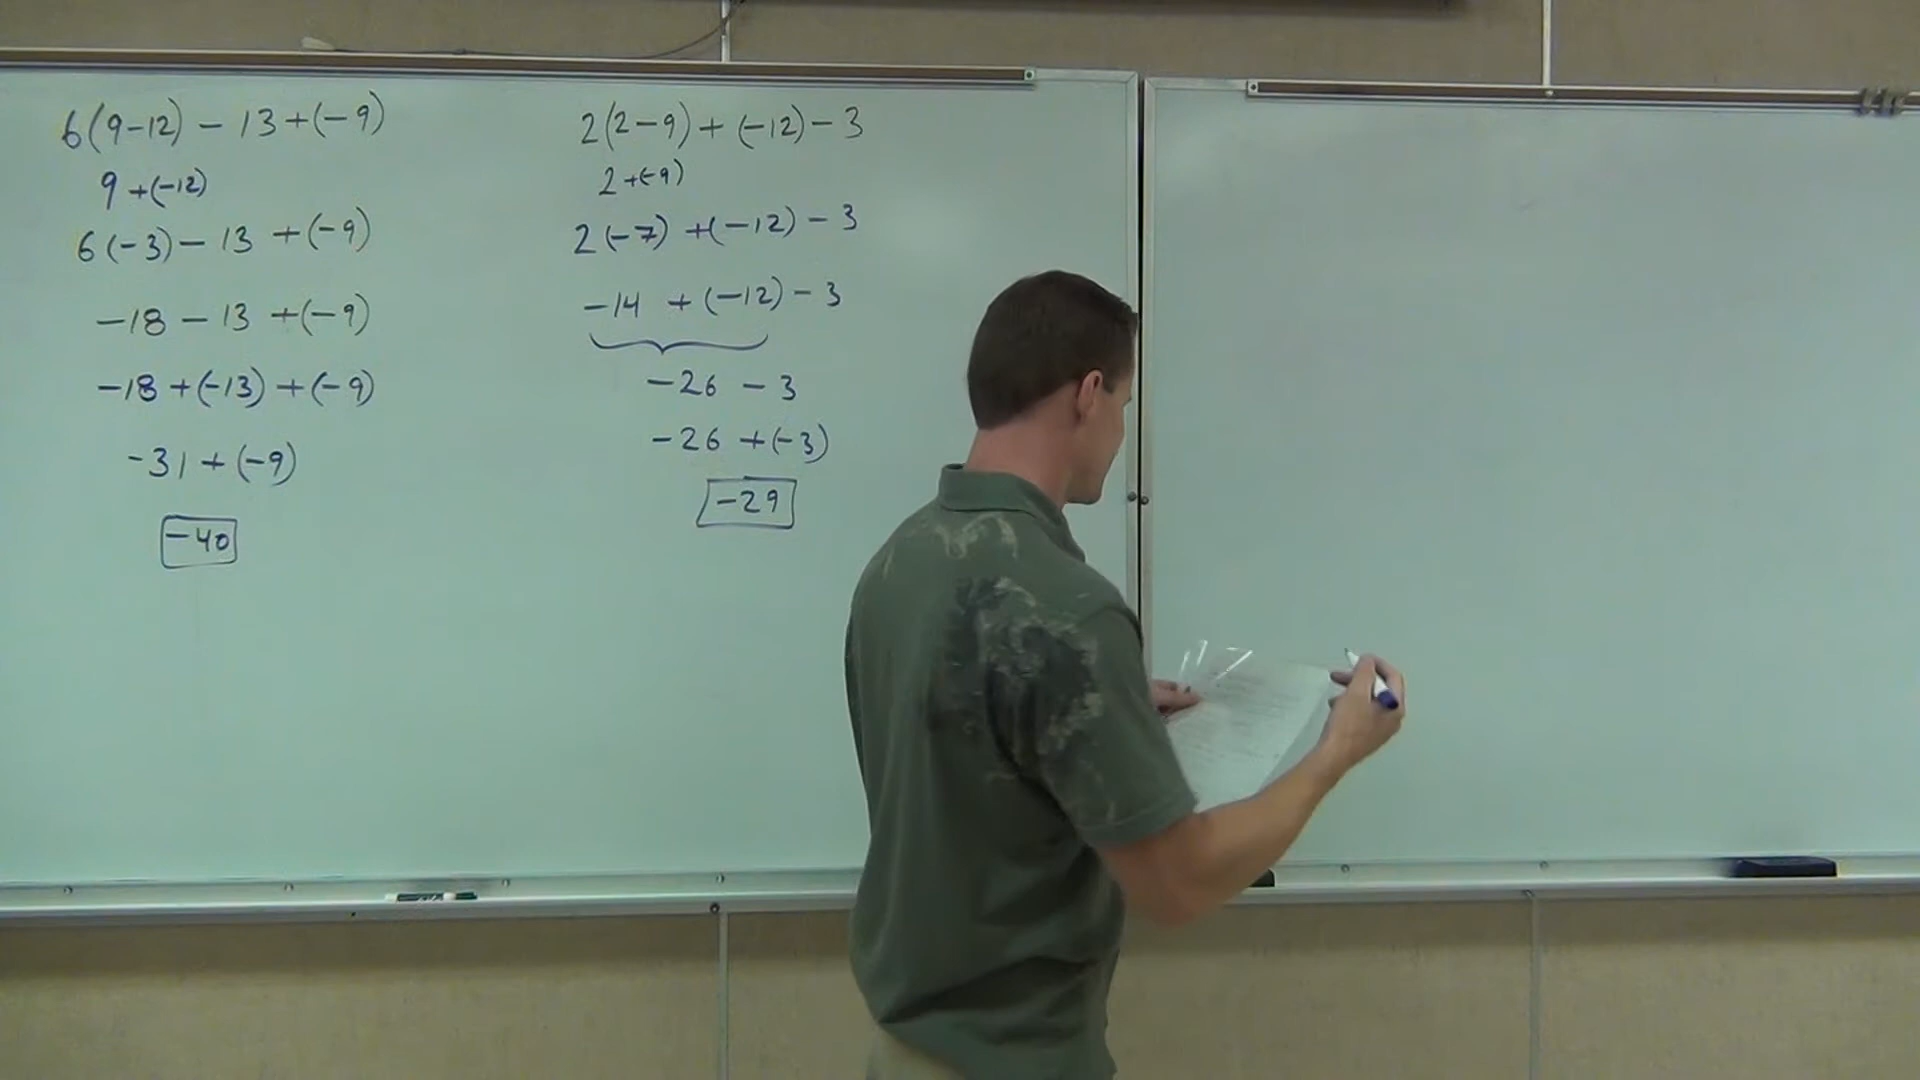 6(9-12) - 13 + (-9)
9 + (-12)
6(-3) - 13 + (-9)
-18 - 13 + (-9)
-18 + (-13) + (-9)
-31 + (-9)
-40
2(2-9) + (-12) - 3
2 + (-9)
2(-7) + (-12) - 3
-14 + (-12) - 3
-26 - 3
-26 + (-3)
-29